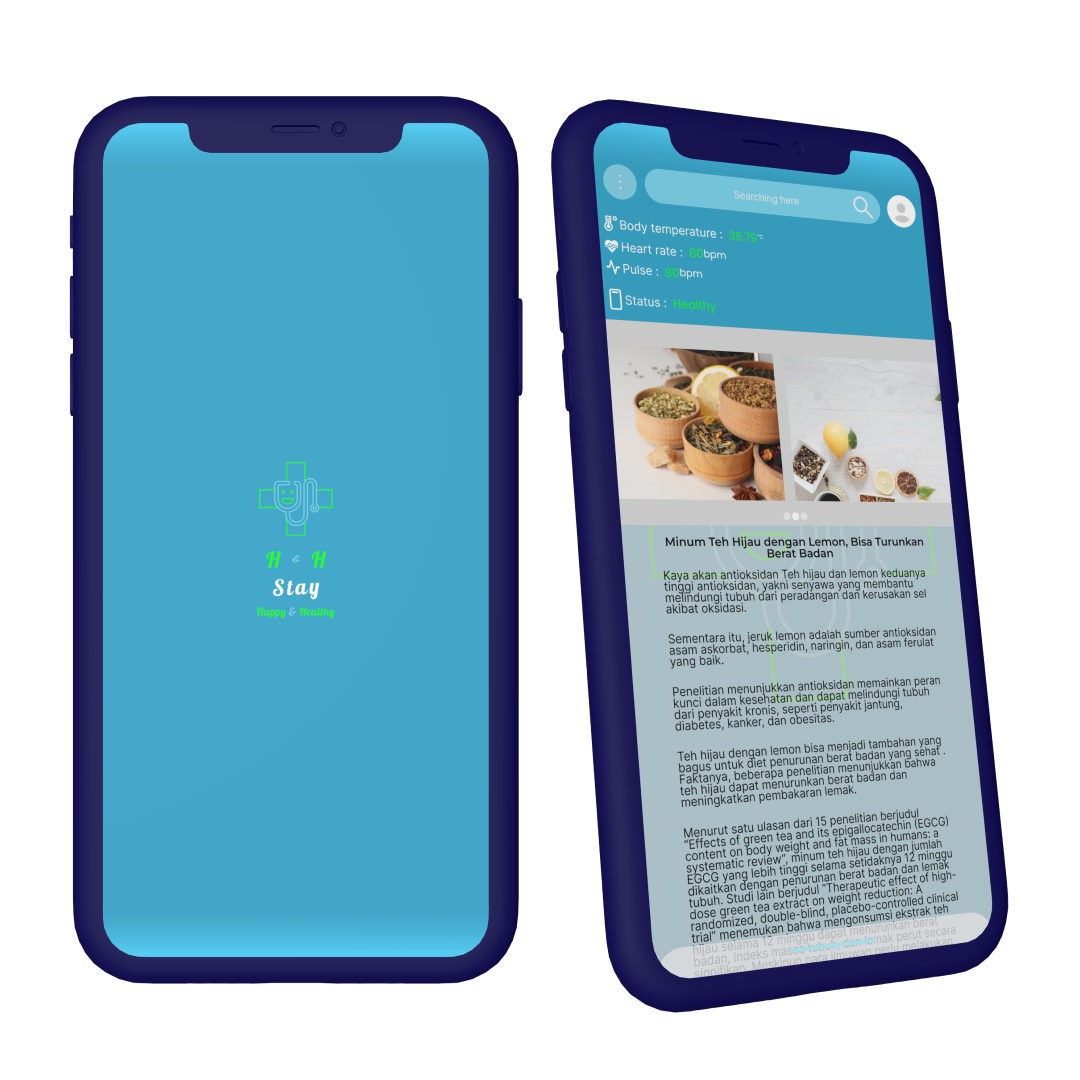 H & H
Stay
Happy & Healthy
Searching here
Body temperature : 35,79°C
Heart rate : 80bpm
Pulse : 80bpm
Status : Healthy
Minum Teh Hijau dengan Lemon, Bisa Turunkan
Berat Badan
Kaya akan antioksidan Teh hijau dan lemon keduanya
tinggi antioksidan, yakni senyawa yang membantu
melindungi tubuh dari peradangan dan kerusakan sel
akibat oksidasi.
Sementara itu, jeruk lemon adalah sumber antioksidan
asam askorbat, hesperidin, naringin, dan asam ferulat
yang baik.
Penelitian menunjukkan antioksidan memainkan peran
kunci dalam kesehatan dan dapat melindungi tubuh
dari penyakit kronis, seperti penyakit jantung,
diabetes, kanker, dan obesitas.
Teh hijau dengan lemon bisa menjadi tambahan yang
bagus untuk diet penurunan berat badan yang sehat .
Faktanya, beberapa penelitian menunjukkan bahwa
teh hijau dapat menurunkan berat badan dan
meningkatkan pembakaran lemak.
Menurut satu ulasan dari 15 penelitian berjudul
"Effects of green tea and its epigallocatechin (EGCG)
content on body weight and fat mass in humans: a
systematic review", minum teh hijau dengan jumlah
EGCG yang lebih tinggi selama setidaknya 12 minggu
dikaitkan dengan penurunan berat badan dan lemak
tubuh. Studi lain berjudul "Therapeutic effect of high-
dose green tea extract on weight reduction: A
randomized, double-blind, placebo-controlled clinical
trial" menemukan bahwa mengonsumsi ekstrak teh
hijau selama 12 minggu dapat menurunkan berat
badan, indeks massa tubuh, dan lemak perut secara
signifikan. Meskipun para ilmuwan perlu melakukan